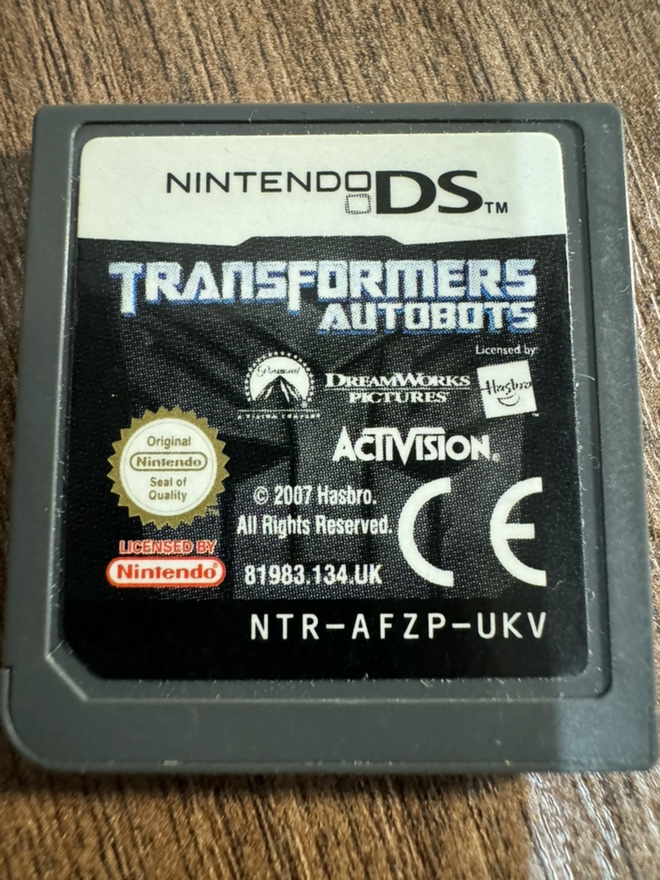 NINTENDO DS™
TRANSFORMERS
AUTOBOTS
Licensed by
Paramount
DREAMWORKS
PICTURES
Hasbro
ACTIVISION®
Original
Nintendo
Seal of
Quality
© 2007 Hasbro.
All Rights Reserved.
LICENSED BY
Nintendo®
81983.134.UK
CE
NTR-AFZP-UKV